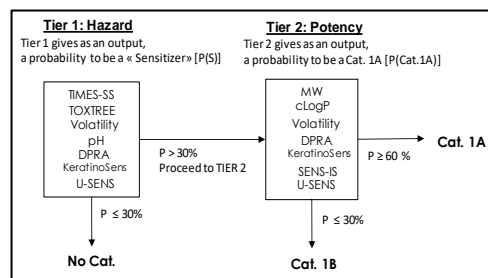 Tier 1: Hazard
Tier 1 gives as an output,
a probability to be a « Sensitizer» [P(S)]
TIMES-SS
TOXTREE
Volatility
pH
DPRA
KeratinoSens
U-SENS
P > 30%
Proceed to TIER 2
P ≤ 30%
No Cat.
Tier 2: Potency
Tier 2 gives as an output,
a probability to be a Cat. 1A [P(Cat.1A)]
MW
cLogP
Volatility
DPRA
KeratinoSens
SENS-IS
U-SENS
P ≥ 60 %
Cat. 1A
P ≤ 30%
Cat. 1B